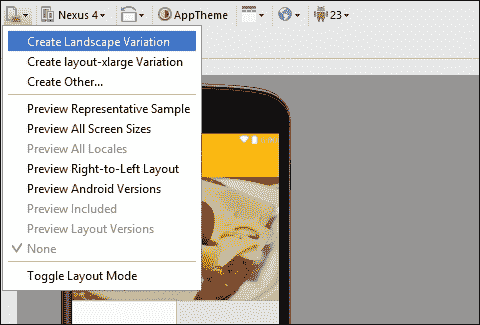 Nexus 4 AppTheme 23
Create Landscape Variation
Create layout-xlarge Variation
Create Other...
Preview Representative Sample
Preview All Screen Sizes
Preview All Locales
Preview Right-to-Left Layout
Preview Android Versions
Preview Included
Preview Layout Versions
None
Toggle Layout Mode